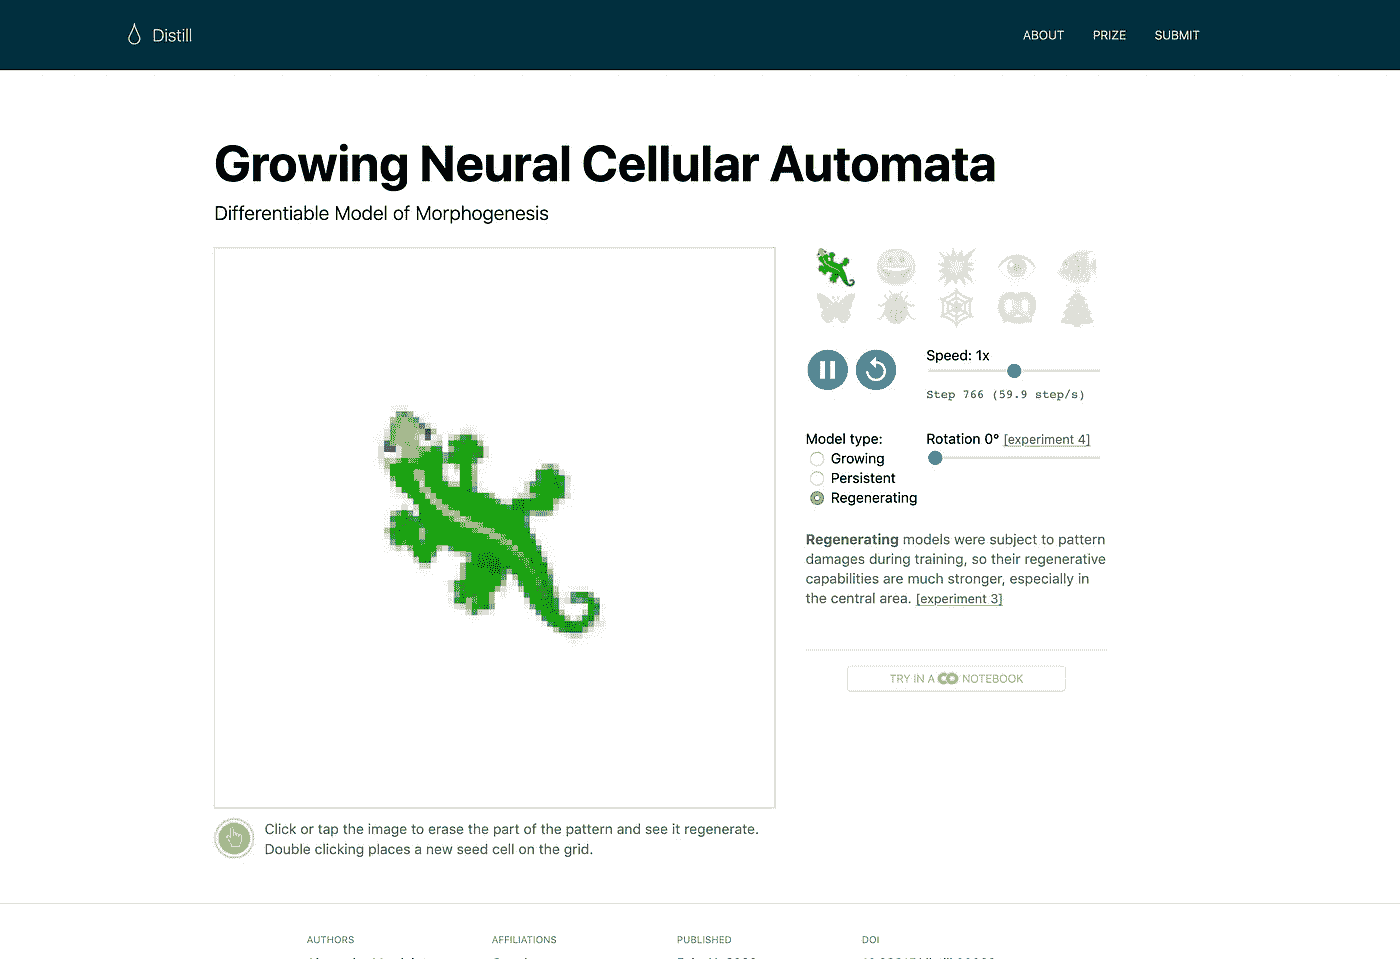 Distill
ABOUT PRIZE SUBMIT
Growing Neural Cellular Automata
Differentiable Model of Morphogenesis
Speed: 1x
Step 766 (59.9 step/s)
Model type:
Growing
Persistent
Regenerating
Rotation 0° [experiment 4]
Regenerating models were subject to pattern
damages during training, so their regenerative
capabilities are much stronger, especially in
the central area. [experiment 3]
TRY IN A CO NOTEBOOK
Click or tap the image to erase the part of the pattern and see it regenerate.
Double clicking places a new seed cell on the grid.
AUTHORS AFFILIATIONS PUBLISHED DOI